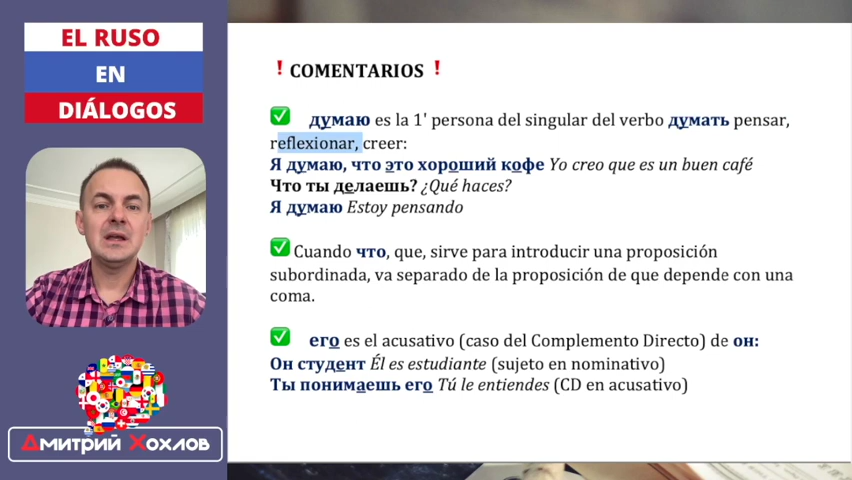 EL RUSO
EN
DIÁLOGOS
Дмитрий Хохлов
❗ COMENTARIOS ❗
✅ думаю es la 1' persona del singular del verbo думать pensar,
reflexionar, creer:
Я думаю, что это хороший кофе Yo creo que es un buen café
Что ты делаешь? ¿Qué haces?
Я думаю Estoy pensando
✅ Cuando что, que, sirve para introducir una proposición
subordinada, va separado de la proposición de que depende con una
coma.
✅ его es el acusativo (caso del Complemento Directo) de он:
Он студент Él es estudiante (sujeto en nominativo)
Ты понимаешь его Tú le entiendes (CD en acusativo)